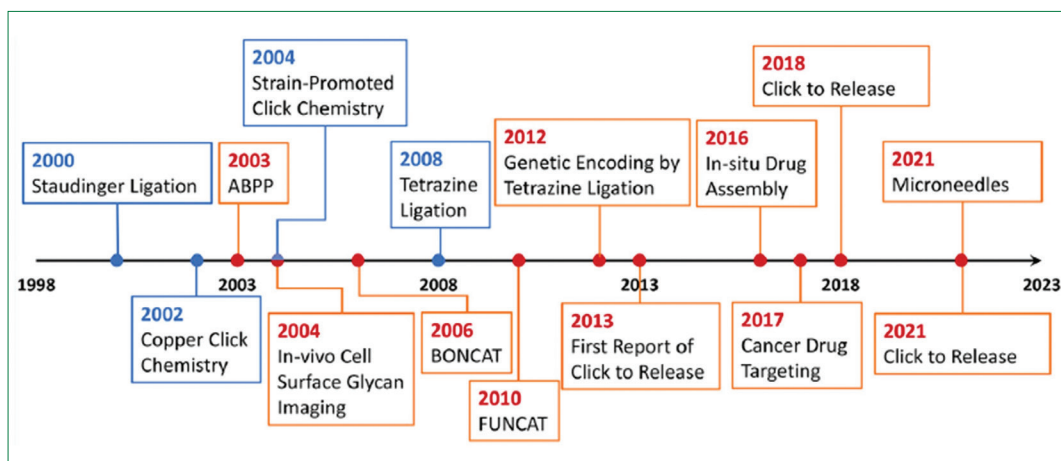 2004
Strain-Promoted
Click Chemistry
2018
Click to Release
2000
Staudinger Ligation
2003
ABPP
2008
Tetrazine
Ligation
2012
Genetic Encoding by
Tetrazine Ligation
2016
In-situ Drug
Assembly
2021
Microneedles
1998
2003
2008
2013
2018
2023
2002
Copper Click
Chemistry
2004
In-vivo Cell
Surface Glycan
Imaging
2006
BONCAT
2010
FUNCAT
2013
First Report of
Click to Release
2017
Cancer Drug
Targeting
2021
Click to Release